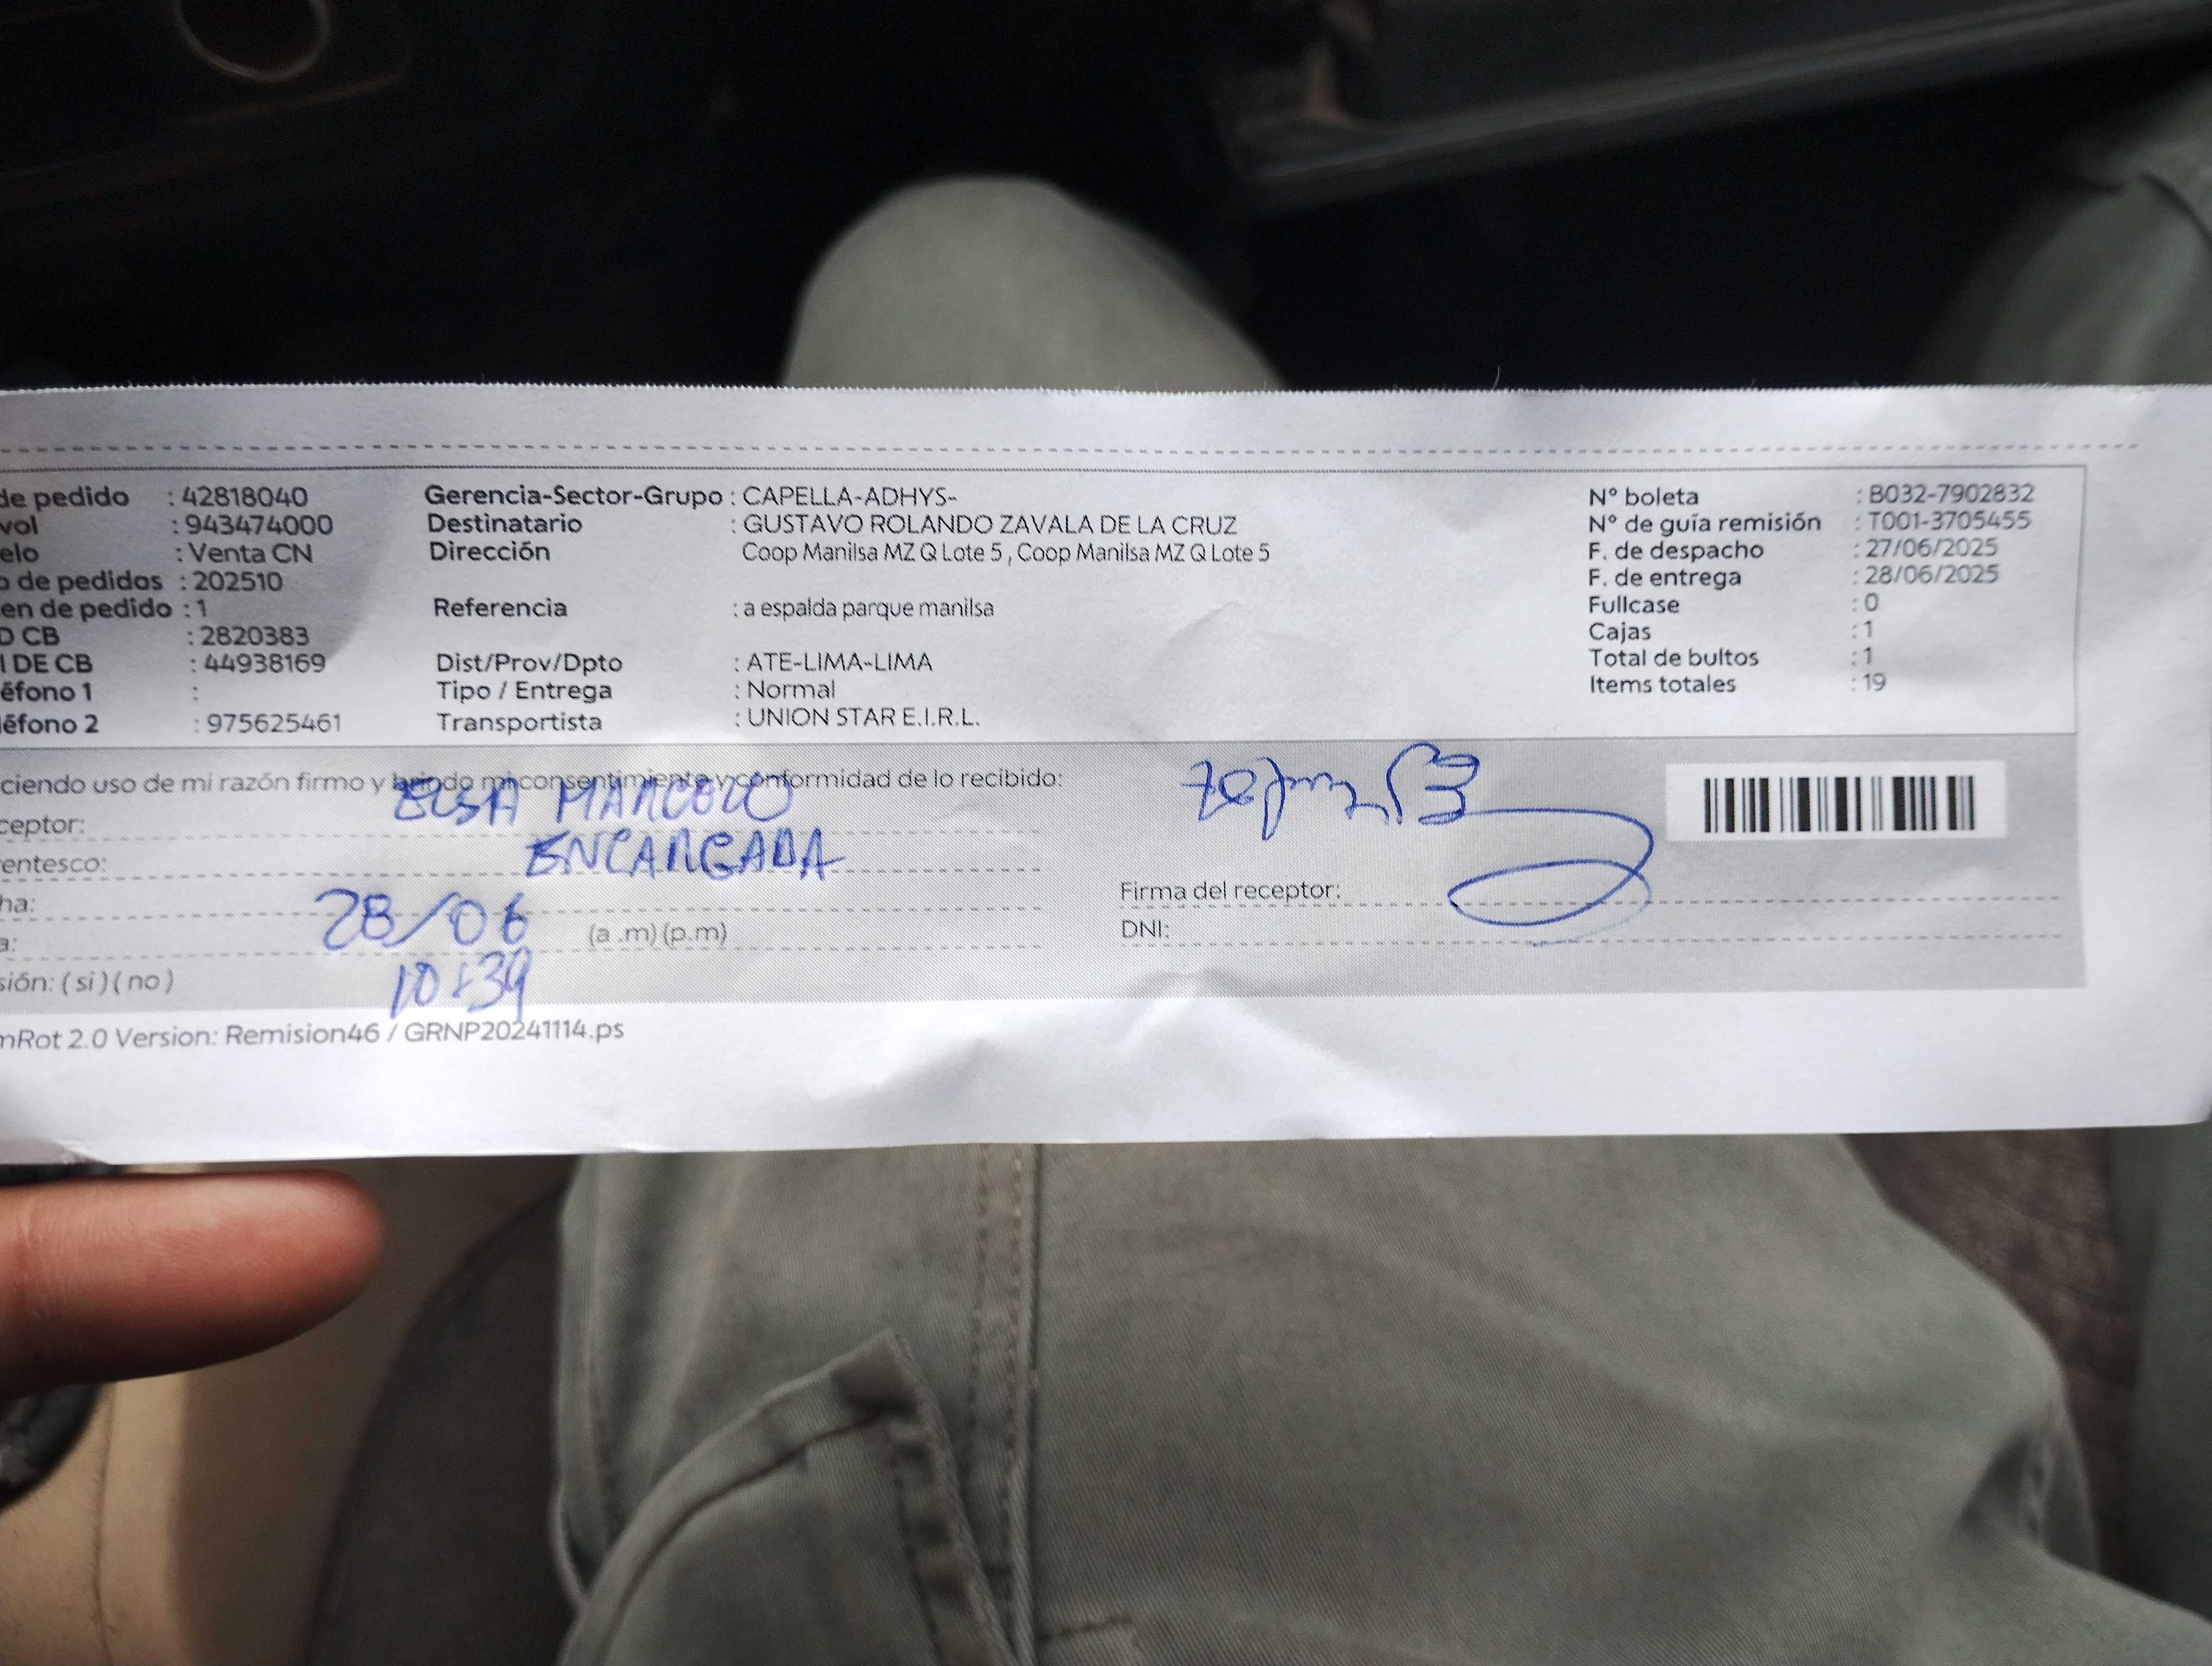 de pedido : 42818040 Gerencia-Sector-Grupo : CAPELLA-ADHYS- N° boleta : B032-7902832
vol : 943474000 Destinatario : GUSTAVO ROLANDO ZAVALA DE LA CRUZ N° de guía remisión : T001-3705455
elo : Venta CN Dirección Coop Manilsa MZ Q Lote 5 , Coop Manilsa MZ Q Lote 5 F. de despacho : 27/06/2025
o de pedidos : 202510 F. de entrega : 28/06/2025
en de pedido : 1 Referencia : a espalda parque manilsa Fullcase : 0
D CB : 2820383 Cajas : 1
I DE CB : 44938169 Dist/Prov/Dpto : ATE-LIMA-LIMA Total de bultos : 1
éfono 1 : Tipo / Entrega : Normal Items totales : 19
éfono 2 : 975625461 Transportista : UNION STAR E.I.R.L.
ciendo uso de mi razón firmo y brindo mi consentimiento y conformidad de lo recibido:
ceptor: ELSA MARCELO
entesco: ENCARGADA
ha: 28/06 Firma del receptor:
a: (a .m) (p.m) DNI:
10:39
sión: ( si ) ( no )
mRot 2.0 Version: Remision46 / GRNP20241114.ps